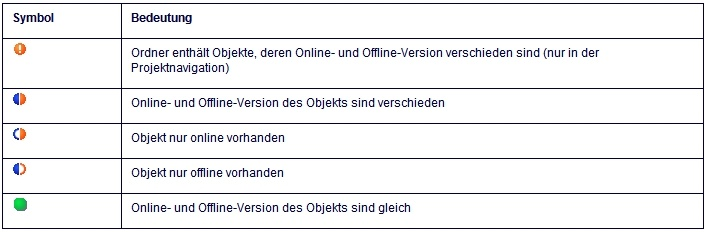 Symbol Bedeutung
Ordner enthält Objekte, deren Online- und Offline-Version verschieden sind (nur in der
Projektnavigation)
Online- und Offline-Version des Objekts sind verschieden
Objekt nur online vorhanden
Objekt nur offline vorhanden
Online- und Offline-Version des Objekts sind gleich